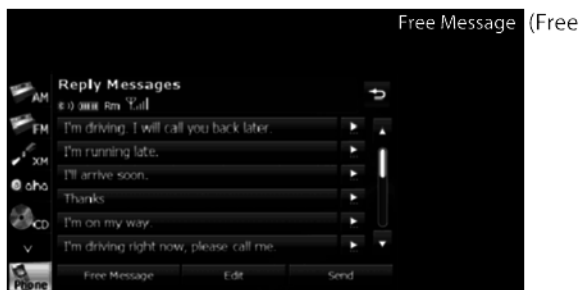 Free Message (Free
Reply Messages
AM
Rm
FM
I'm driving. I will call you back later.
XM
I'm running late.
aha
I'll arrive soon.
Thanks
CD
I'm on my way.
I'm driving right now, please call me.
Phone
Free Message Edit Send